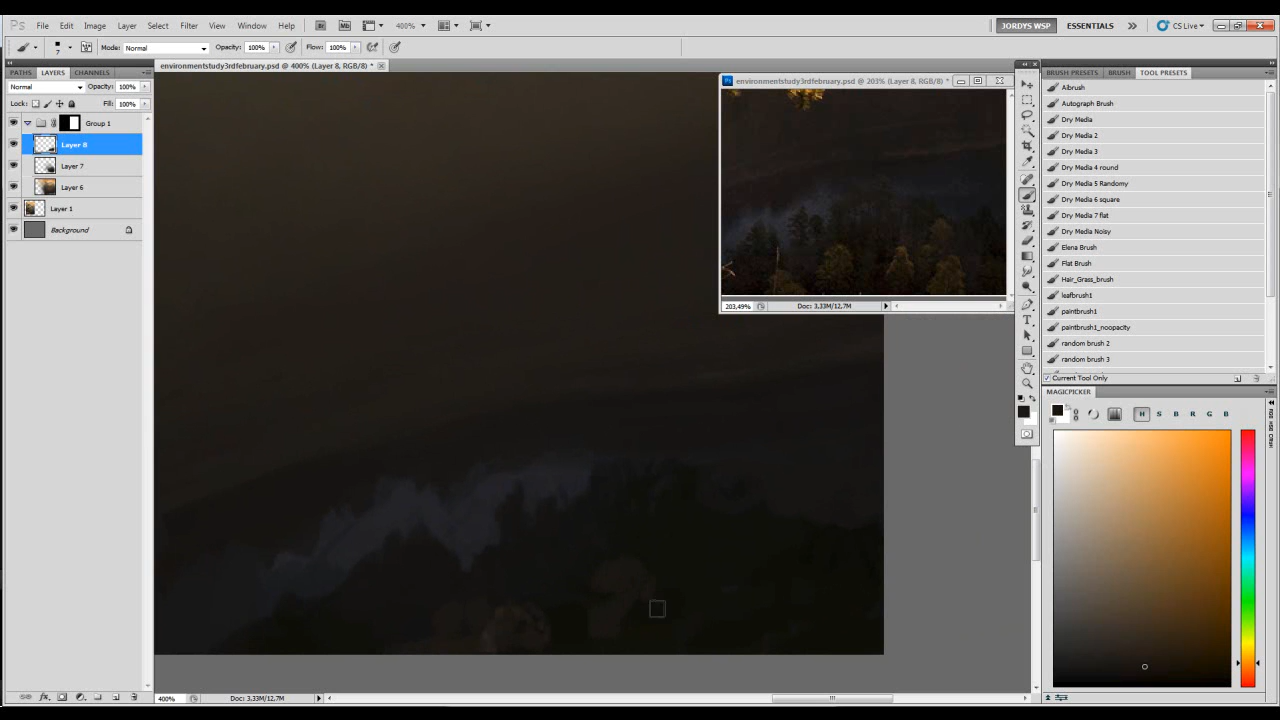 Ps File Edit Image Layer Select Filter View Window Help Br Mb 400% JORDYS WSP ESSENTIALS CS Live
7 Mode: Normal Opacity: 100% Flow: 100%
environmentstudy3rdfebruary.psd @ 400% (Layer 8, RGB/8) *
PATHS LAYERS CHANNELS
Normal Opacity: 100%
Lock: Fill: 100%
Group 1
Layer 8
Layer 7
Layer 6
Layer 1
Background
environmentstudy3rdfebruary.psd @ 203% (Layer 8, RGB/8) *
203,49% Doc: 3,33M/12,7M
BRUSH PRESETS BRUSH TOOL PRESETS
Aibrush
Autograph Brush
Dry Media
Dry Media 2
Dry Media 3
Dry Media 4 round
Dry Media 5 Randomy
Dry Media 6 square
Dry Media 7 flat
Dry Media Noisy
Elena Brush
Flat Brush
Hair_Grass_brush
leafbrush1
paintbrush1
paintbrush1_noopacity
random brush 2
random brush 3
Current Tool Only
MAGICPICKER
H S B R G B
400% Doc: 3,33M/12,7M